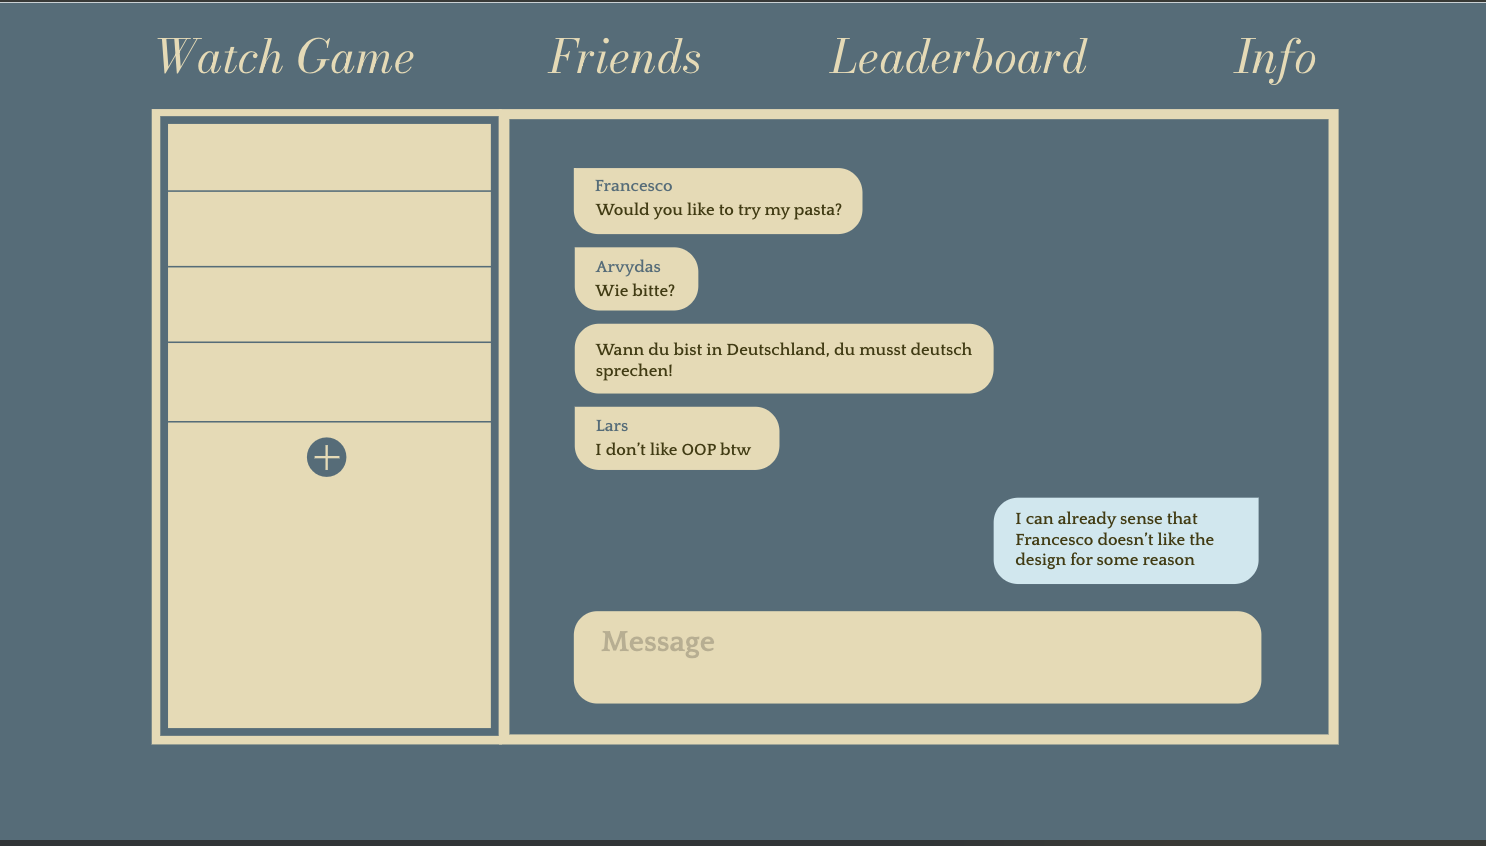 Watch Game
Friends
Leaderboard
Info
Francesco
Would you like to try my pasta?
Arvydas
Wie bitte?
Wann du bist in Deutschland, du musst deutsch
sprechen!
Lars
I don’t like OOP btw
I can already sense that
Francesco doesn’t like the
design for some reason
Message